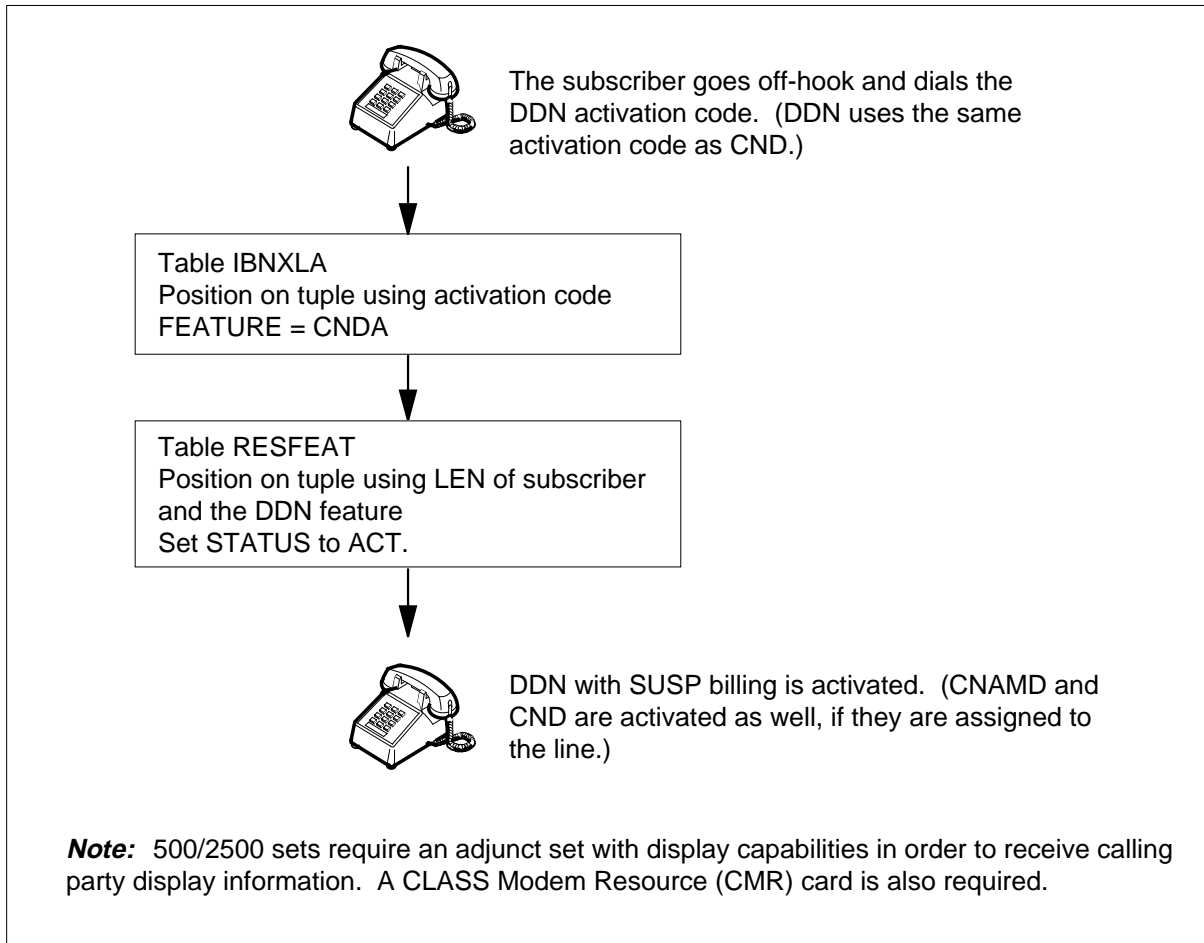 The subscriber goes off-hook and dials the
DDN activation code.  (DDN uses the same
activation code as CND.)
Table IBNXLA
Position on tuple using activation code
FEATURE = CNDA
Table RESFEAT
Position on tuple using LEN of subscriber
and the DDN feature
Set STATUS to ACT.
DDN with SUSP billing is activated.  (CNAMD and
CND are activated as well, if they are assigned to
the line.)
Note:  500/2500 sets require an adjunct set with display capabilities in order to receive calling
party display information.  A CLASS Modem Resource (CMR) card is also required.